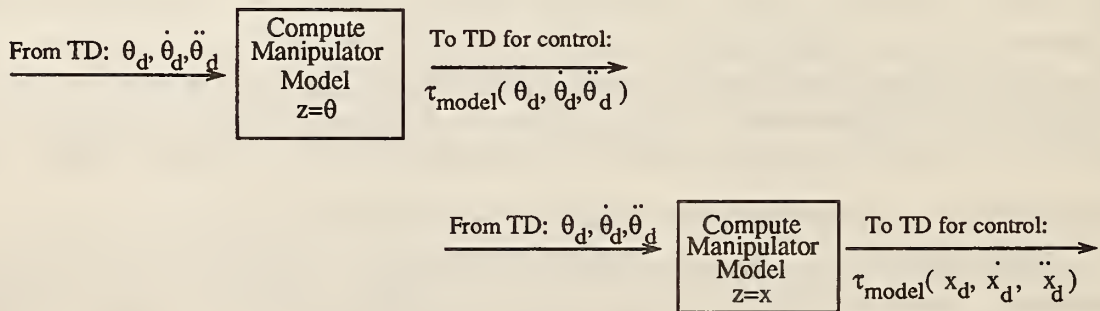 From TD: θd, θ̇d, θ̈d
Compute
Manipulator
Model
z=θ
To TD for control:
τmodel( θd, θ̇d, θ̈d )
From TD: θd, θ̇d, θ̈d
Compute
Manipulator
Model
z=x
To TD for control:
τmodel( xd, ẋd, ẍd )